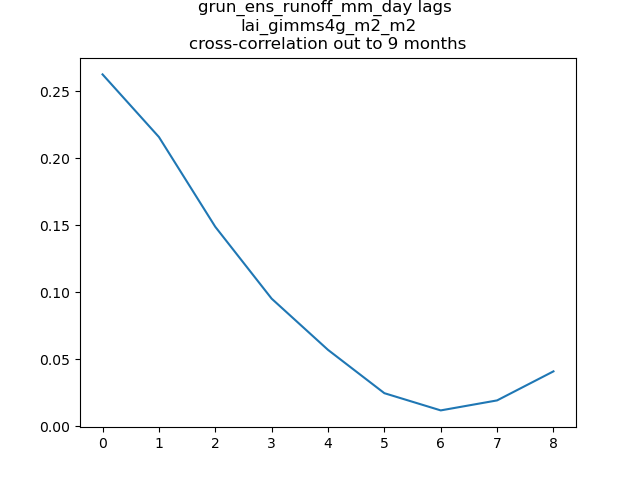 grun_ens_runoff_mm_day lags
lai_gimms4g_m2_m2
cross-correlation out to 9 months
0.25
0.20
0.15
0.10
0.05
0.00
0 1 2 3 4 5 6 7 8